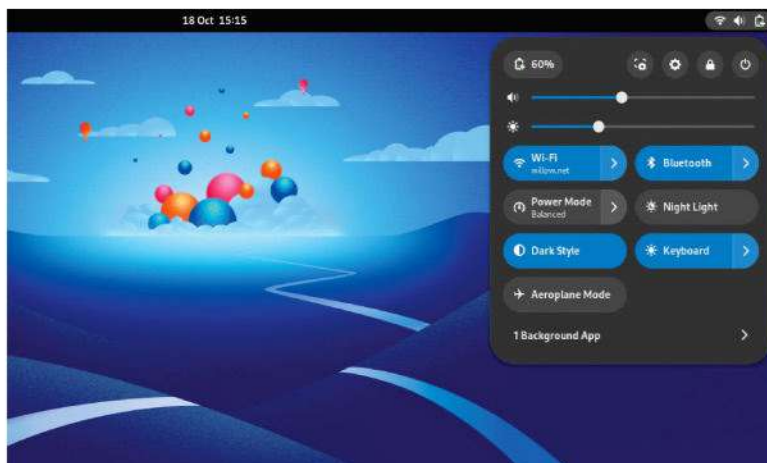 18 Oct 15:15
60%
Wi-Fi
willow.net
Bluetooth
Power Mode
Balanced
Night Light
Dark Style
Keyboard
Aeroplane Mode
1 Background App